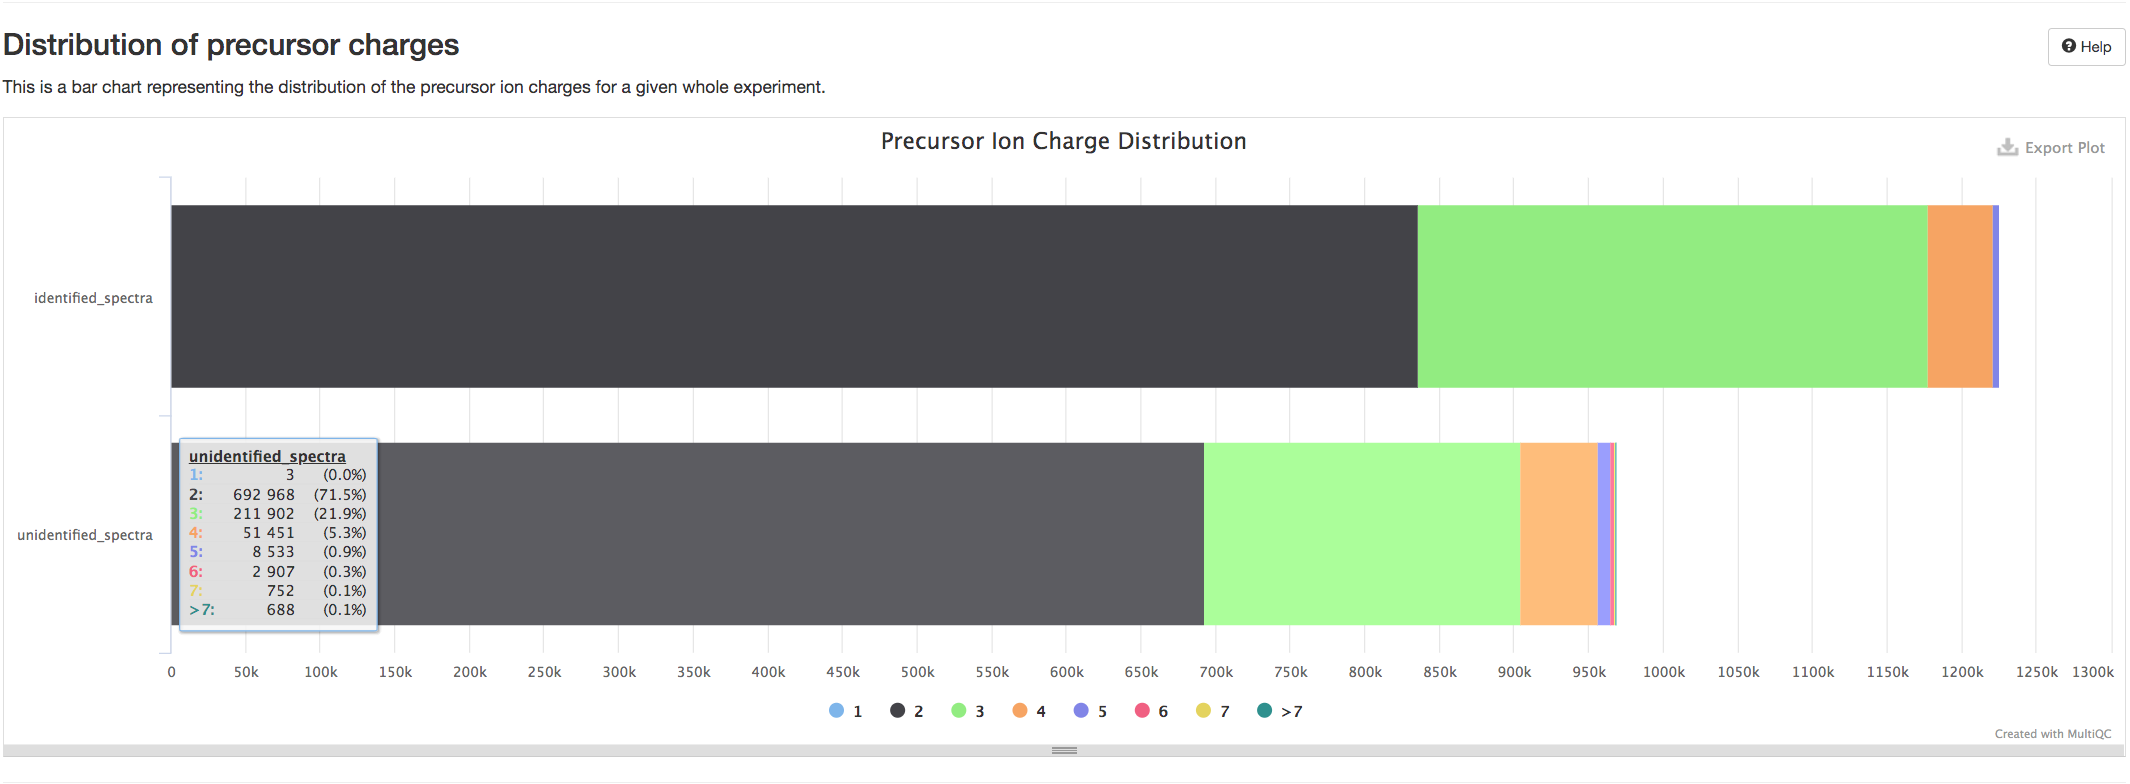 Distribution of precursor charges
Help
This is a bar chart representing the distribution of the precursor ion charges for a given whole experiment.
Precursor Ion Charge Distribution
Export Plot
identified_spectra
unidentified_spectra
unidentified_spectra
1: 3 (0.0%)
2: 692 968 (71.5%)
3: 211 902 (21.9%)
4: 51 451 (5.3%)
5: 8 533 (0.9%)
6: 2 907 (0.3%)
7: 752 (0.1%)
>7: 688 (0.1%)
0 50k 100k 150k 200k 250k 300k 350k 400k 450k 500k 550k 600k 650k 700k 750k 800k 850k 900k 950k 1000k 1050k 1100k 1150k 1200k 1250k 1300k
1 2 3 4 5 6 7 >7
Created with MultiQC